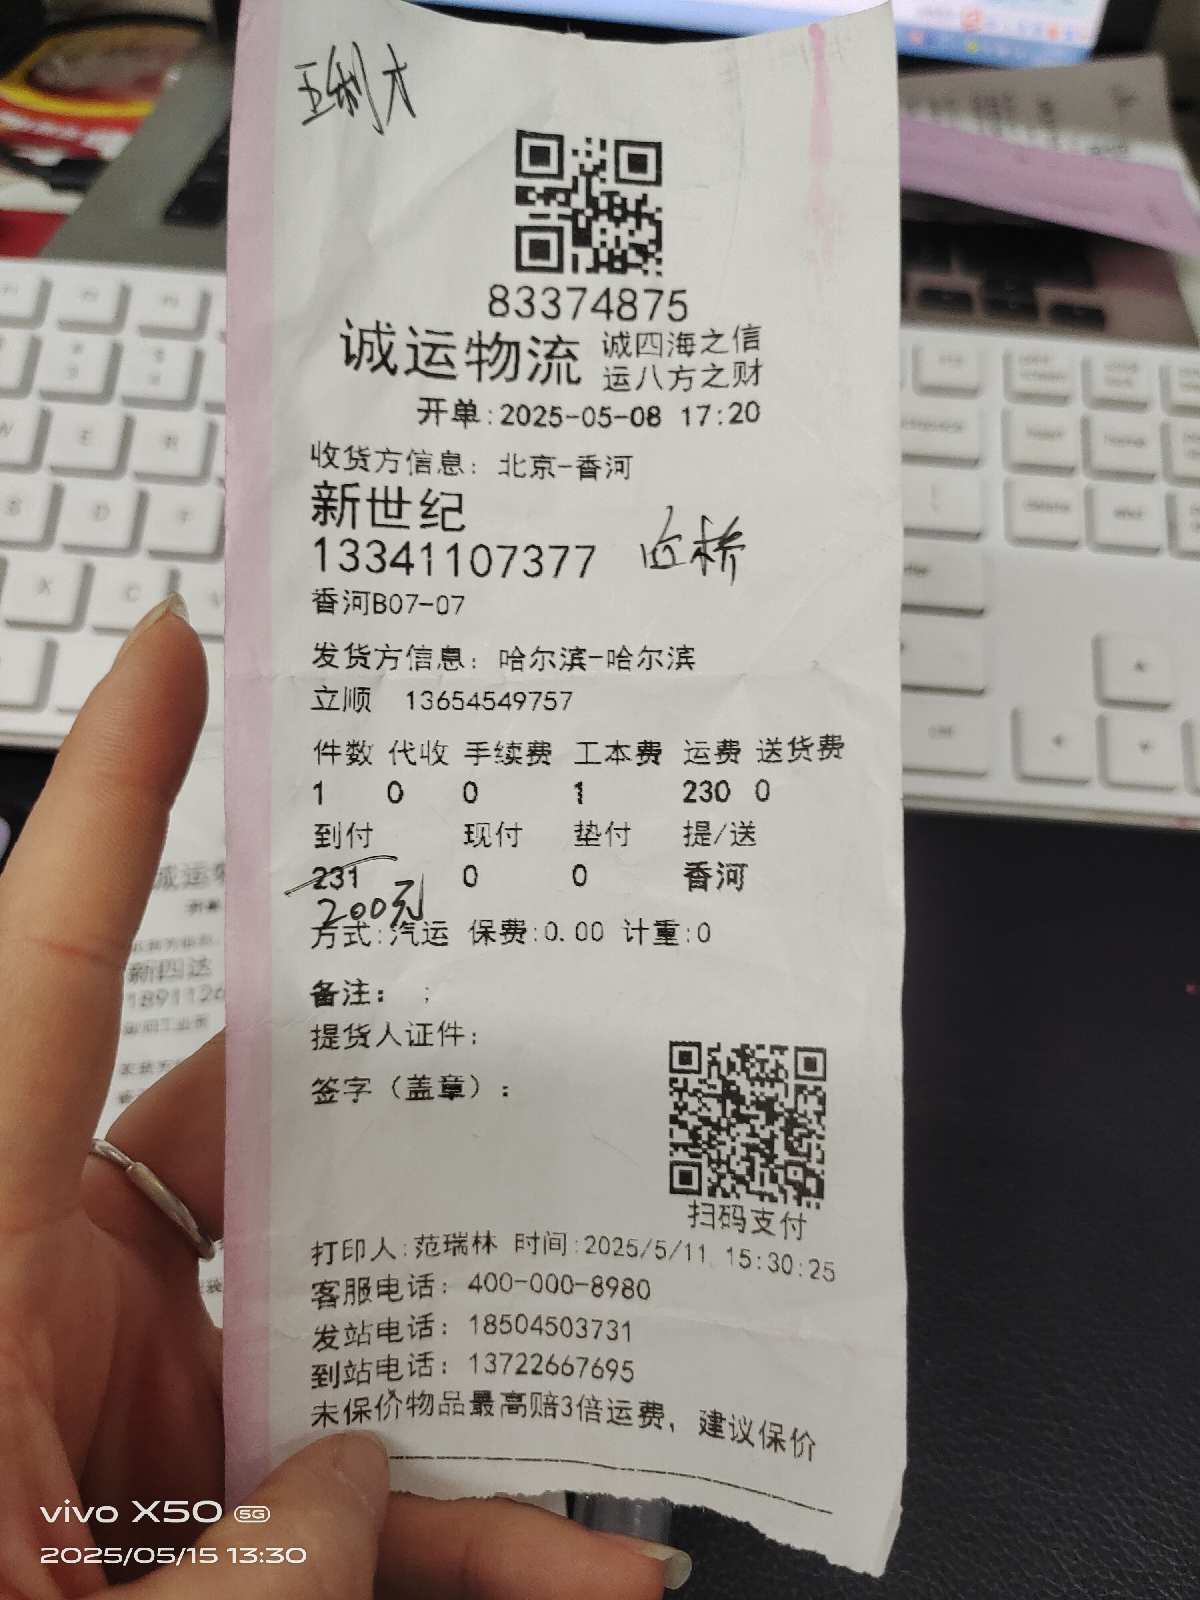 83374875
诚运物流 诚四海之信
运八方之财
开单:2025-05-08 17:20
收货方信息: 北京-香河
新世纪
13341107377
香河B07-07
发货方信息: 哈尔滨-哈尔滨
立顺 13654549757
件数 代收 手续费 工本费 运费 送货费
1 0 0 1 230 0
到付 现付 垫付 提/送
231 0 0 香河
200元
方式:汽运 保费:0.00 计重:0
备注: ;
提货人证件:
签字（盖章）:
扫码支付
打印人:范瑞林 时间:2025/5/11 15:30:25
客服电话: 400-000-8980
发站电话: 18504503731
到站电话: 13722667695
未保价物品最高赔3倍运费, 建议保价
vivo X50 5G
2025/05/15 13:30